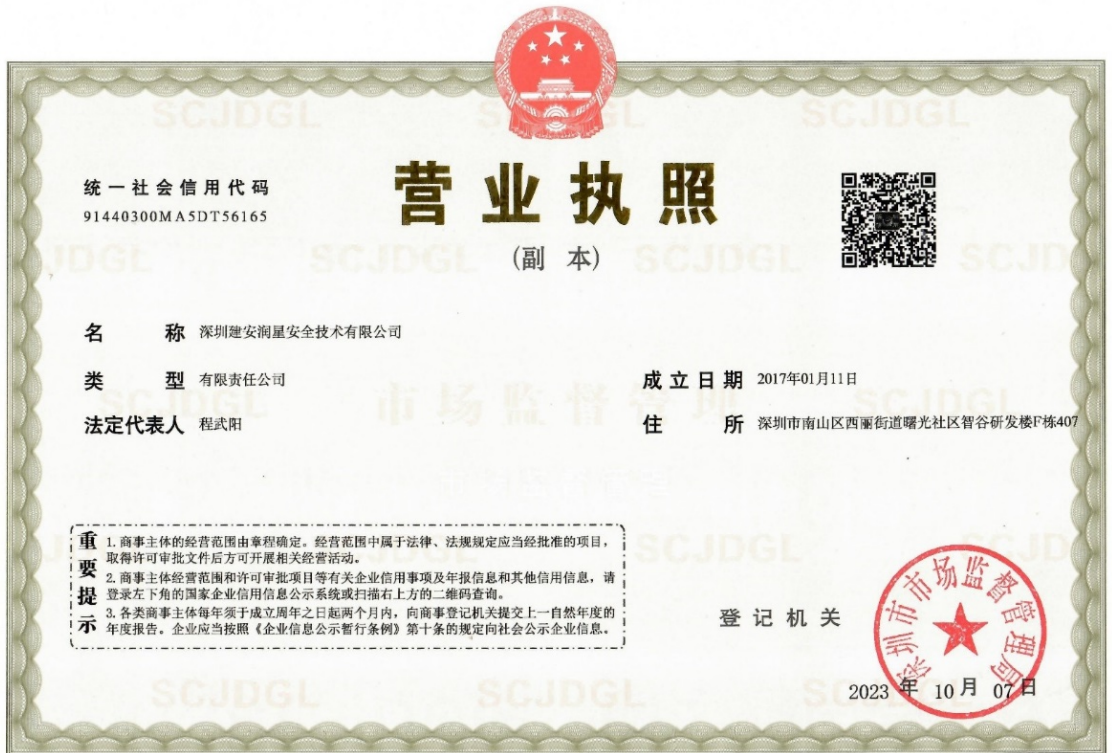 营业执照
(副 本)
统一社会信用代码
91440300MA5DT56165
名 称 深圳建安润星安全技术有限公司
类 型 有限责任公司
法定代表人 程武阳
成立日期 2017年01月11日
住 所 深圳市南山区西丽街道曙光社区智谷研发楼F栋407
重要提示
1. 商事主体的经营范围由章程确定。经营范围中属于法律、法规规定应当经批准的项目，
取得许可审批文件后方可开展相关经营活动。
2. 商事主体经营范围和许可审批项目等有关企业信用事项及年报信息和其他信用信息，请
登录左下角的国家企业信用信息公示系统或扫描右上方的二维码查询。
3. 各类商事主体每年须于成立周年之日起两个月内，向商事登记机关提交上一自然年度的
年度报告。企业应当按照《企业信息公示暂行条例》第十条的规定向社会公示企业信息。
登记机关
深圳市市场监督管理局
2023 年 10 月 07 日
SCJDGL
市场监督管理